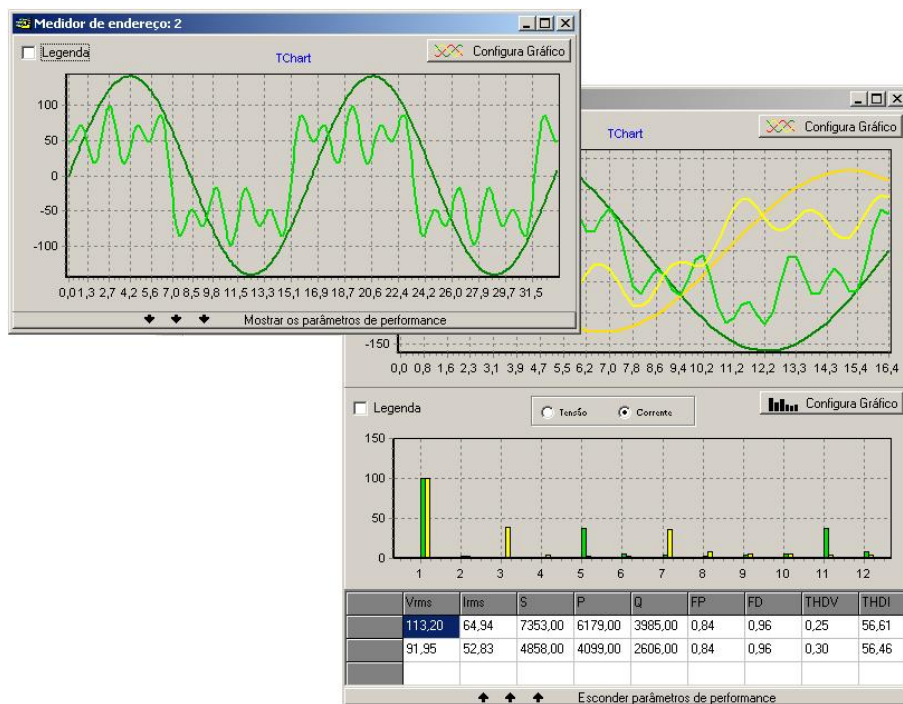 Medidor de endereço: 2
Legenda
TChart
Configura Gráfico
100
50
0
-50
-100
0,0 1,3 2,7 4,2 5,6 7,0 8,5 9,8 11,5 13,3 15,1 16,9 18,7 20,6 22,4 24,2 26,0 27,9 29,7 31,5
Mostrar os parâmetros de performance
TChart
Configura Gráfico
-150
0,0 0,8 1,6 2,3 3,1 3,9 4,7 5,5 6,2 7,0 7,8 8,6 9,4 10,2 11,2 12,2 13,3 14,3 15,4 16,4
Legenda
Tensão
Corrente
Configura Gráfico
150
100
50
0
1 2 3 4 5 6 7 8 9 10 11 12
Vrms Irms S P Q FP FD THDV THDI
113,20 64,94 7353,00 6179,00 3985,00 0,84 0,96 0,25 56,61
91,95 52,83 4858,00 4099,00 2606,00 0,84 0,96 0,30 56,46
Esconder parâmetros de performance